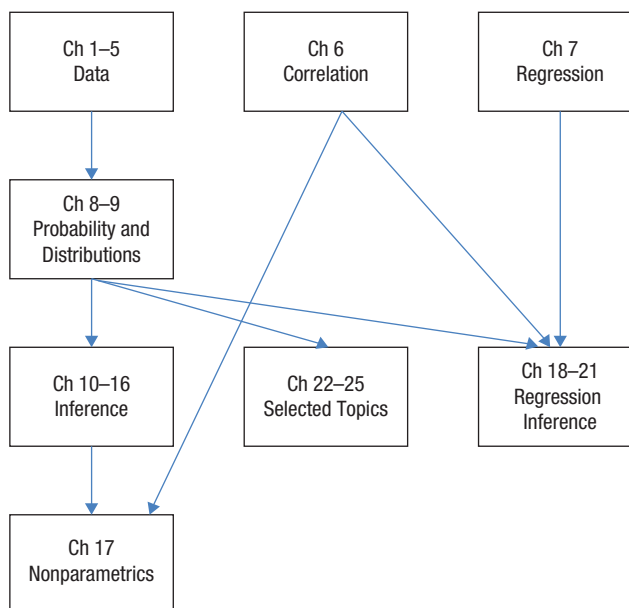 Ch 1–5
Data
Ch 6
Correlation
Ch 7
Regression
Ch 8–9
Probability and
Distributions
Ch 10–16
Inference
Ch 22–25
Selected Topics
Ch 18–21
Regression
Inference
Ch 17
Nonparametrics